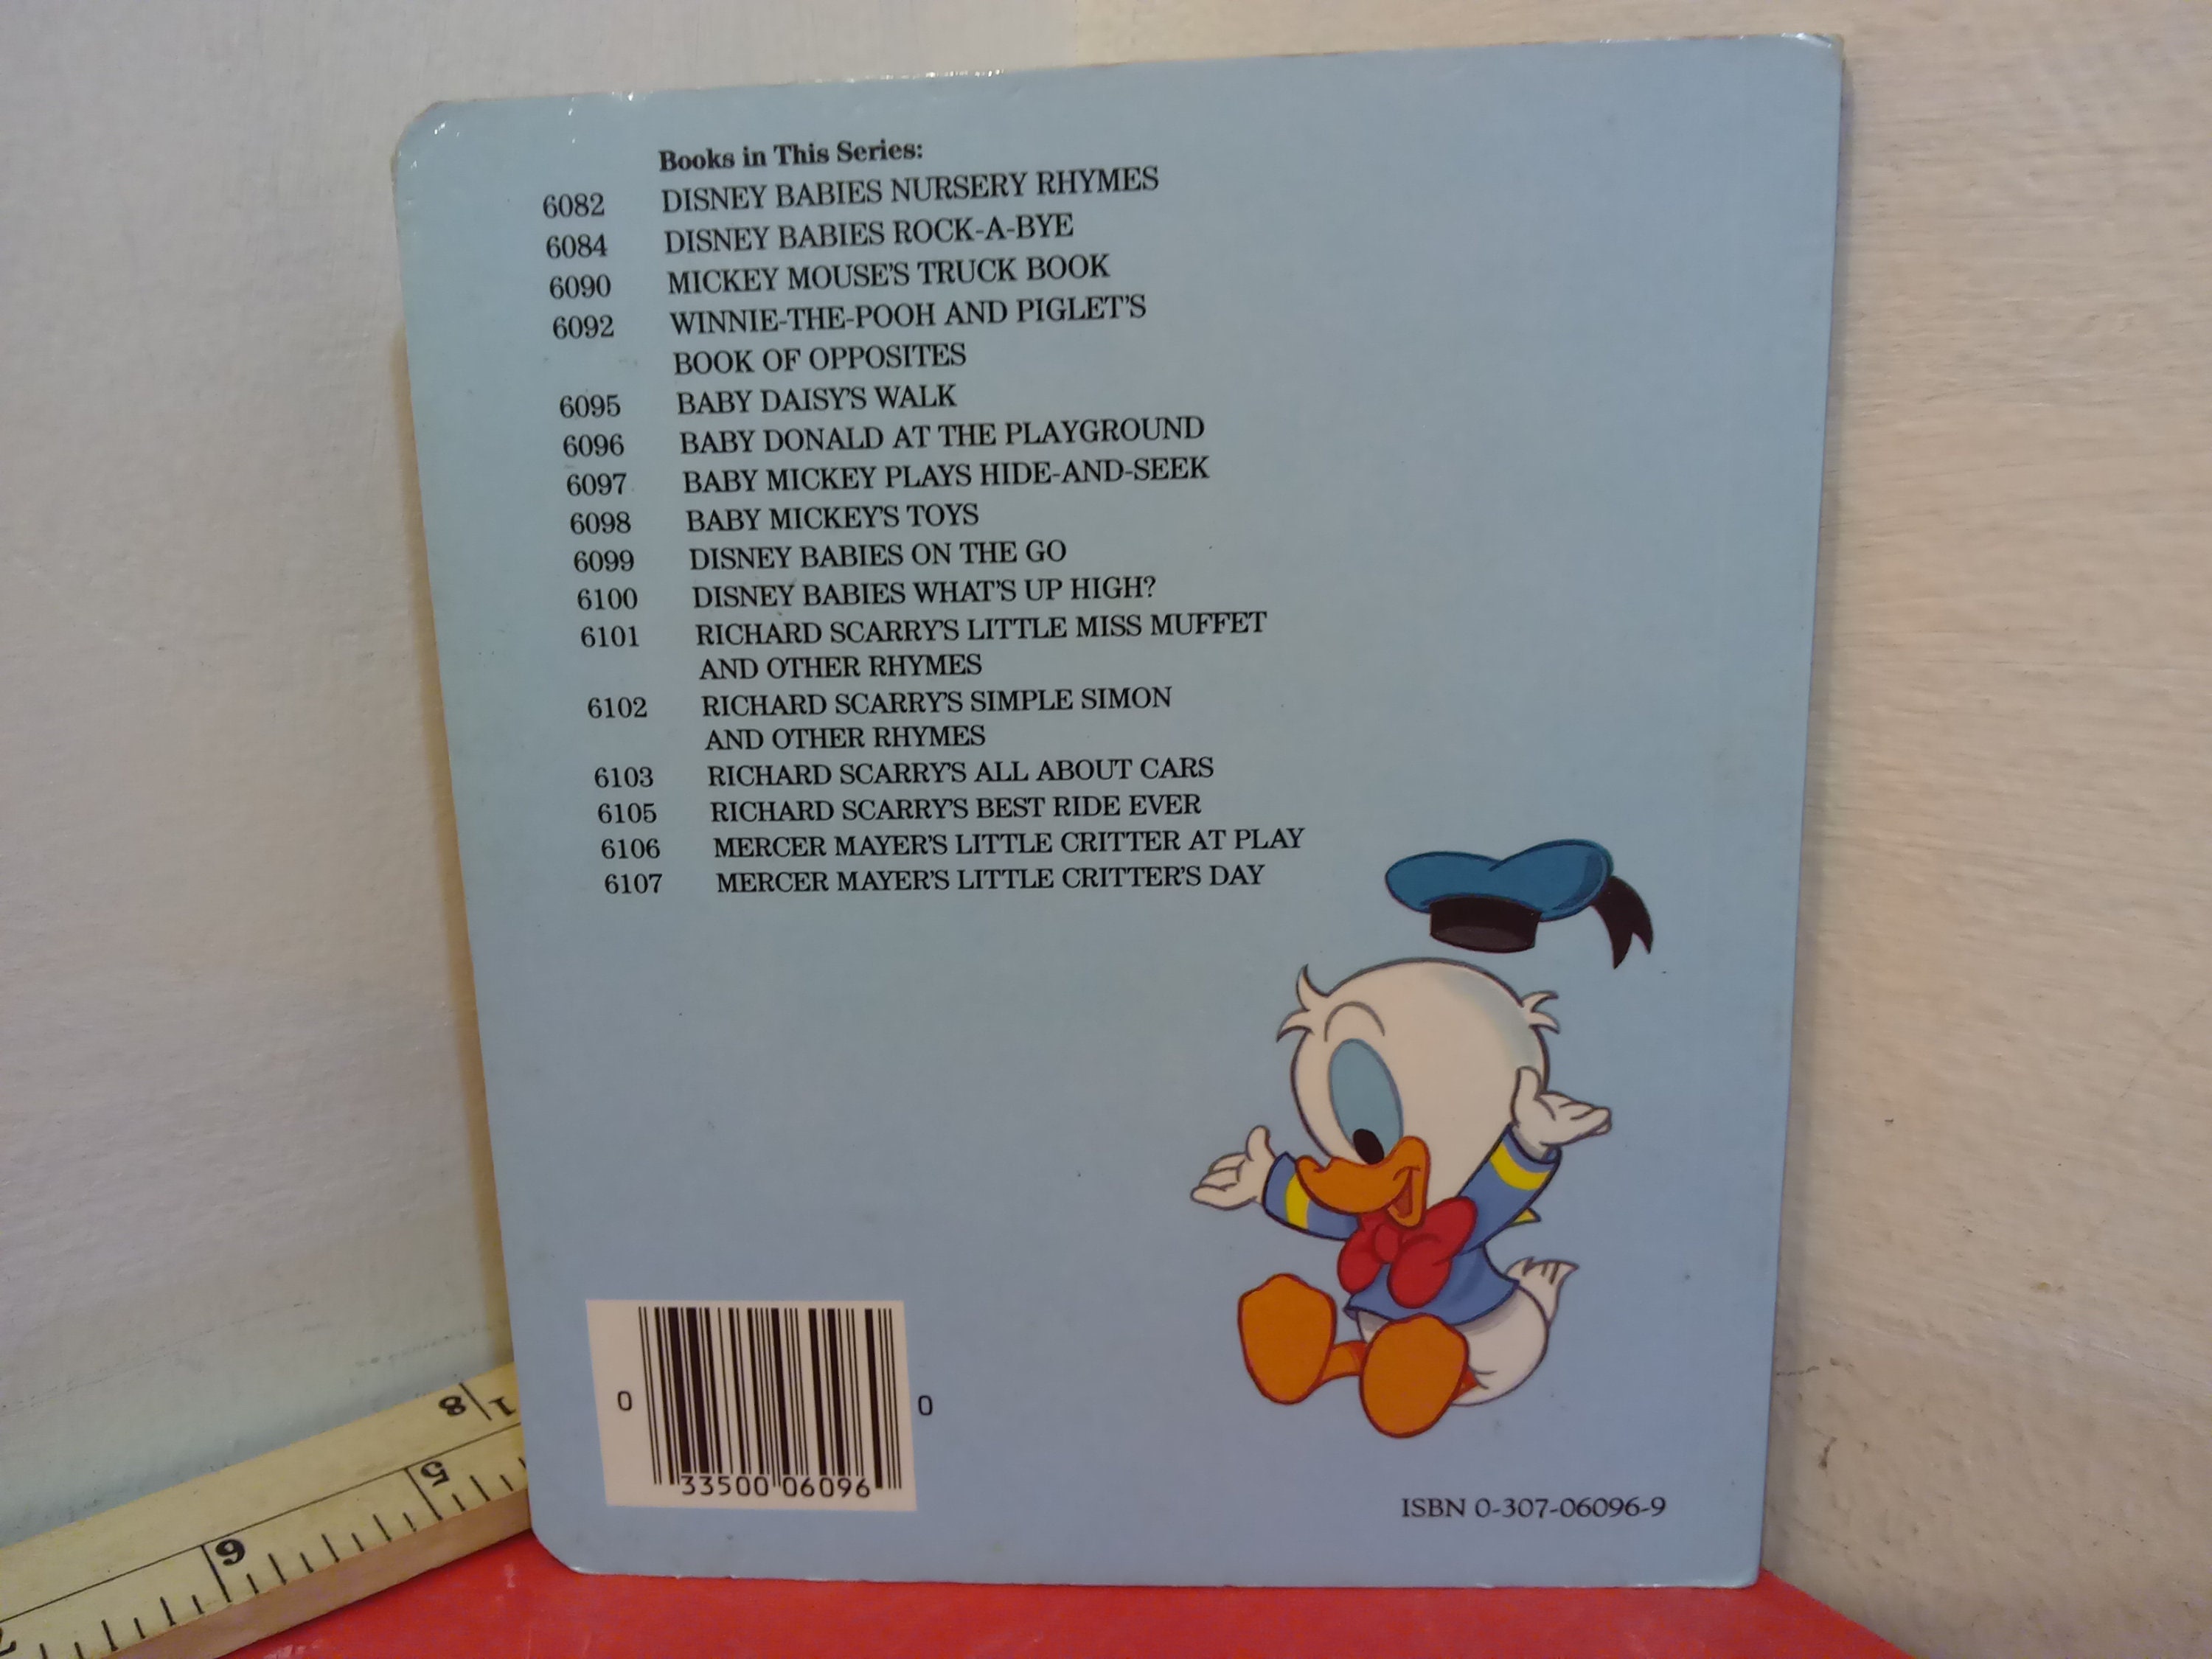 Books in This Series:
6082 DISNEY BABIES NURSERY RHYMES
6084 DISNEY BABIES ROCK-A-BYE
6090 MICKEY MOUSE'S TRUCK BOOK
6092 WINNIE-THE-POOH AND PIGLET'S
BOOK OF OPPOSITES
6095 BABY DAISY'S WALK
6096 BABY DONALD AT THE PLAYGROUND
6097 BABY MICKEY PLAYS HIDE-AND-SEEK
6098 BABY MICKEY'S TOYS
6099 DISNEY BABIES ON THE GO
6100 DISNEY BABIES WHAT'S UP HIGH?
6101 RICHARD SCARRY'S LITTLE MISS MUFFET
AND OTHER RHYMES
6102 RICHARD SCARRY'S SIMPLE SIMON
AND OTHER RHYMES
6103 RICHARD SCARRY'S ALL ABOUT CARS
6105 RICHARD SCARRY'S BEST RIDE EVER
6106 MERCER MAYER'S LITTLE CRITTER AT PLAY
6107 MERCER MAYER'S LITTLE CRITTER'S DAY
0 33500 06096 0
ISBN 0-307-06096-9
8 1
5
6
7